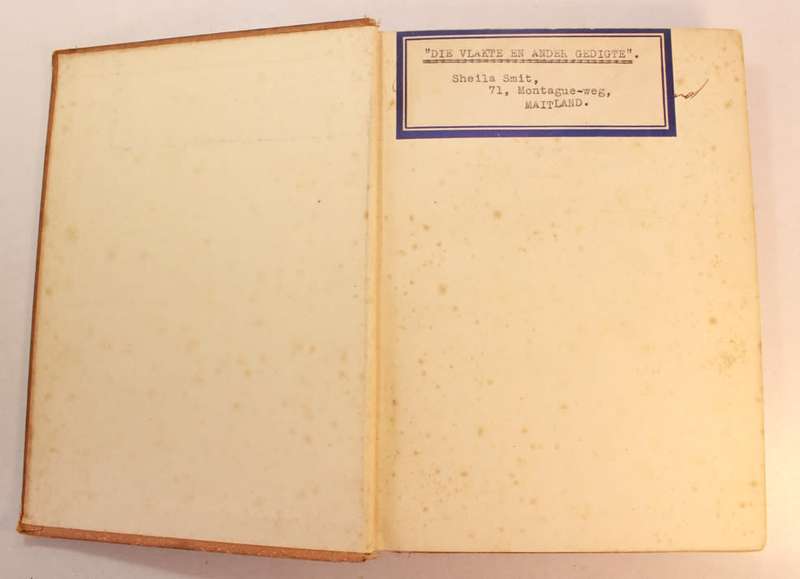 "DIE VLAKTE EN ANDER GEDIGTE".
Sheila Smit,
71, Montague-weg,
MAITLAND.